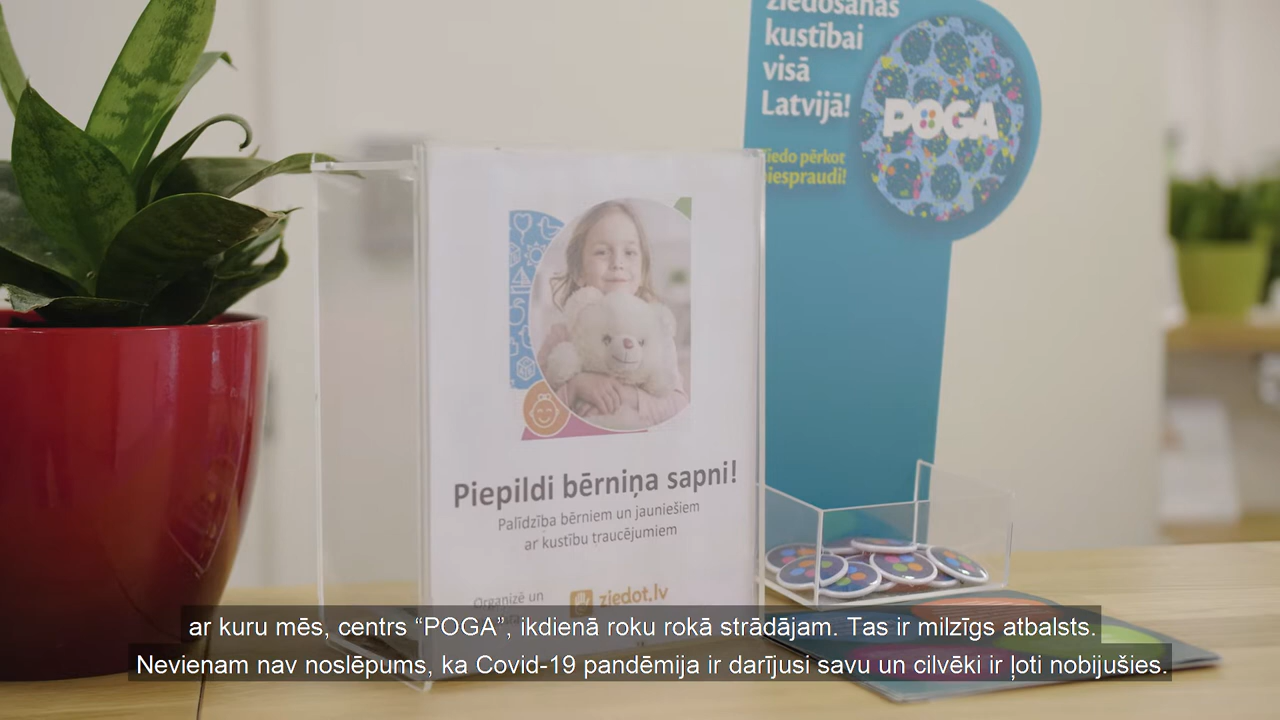 ziedošanas
kustībai
visā
Latvijā!
POGA
Ziedo pērkot
piespraudi!
Piepildi bērniņa sapni!
Palīdzība bērniem un jauniešiem
ar kustību traucējumiem
Organizē un
ziedot.lv
ar kuru mēs, centrs “POGA”, ikdienā roku rokā strādājam. Tas ir milzīgs atbalsts.
Nevienam nav noslēpums, ka Covid-19 pandēmija ir darījusi savu un cilvēki ir ļoti nobijušies.